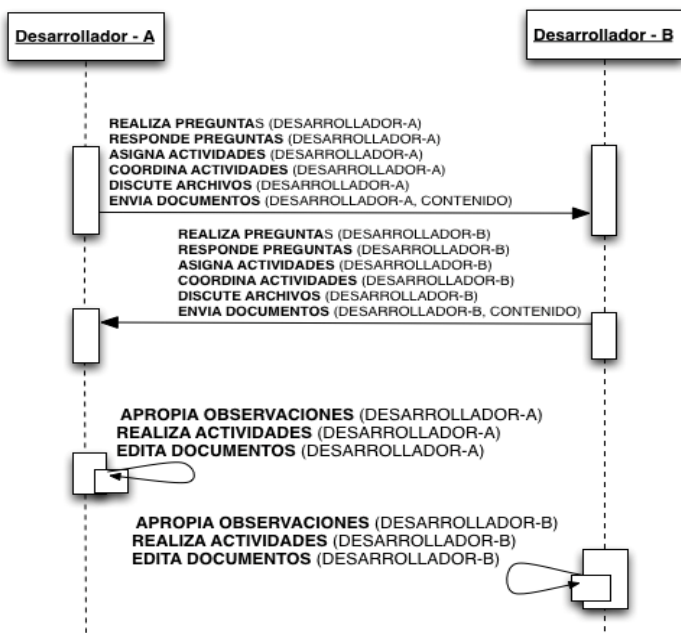 Desarrollador - A
Desarrollador - B
REALIZA PREGUNTAS (DESARROLLADOR-A)
RESPONDE PREGUNTAS (DESARROLLADOR-A)
ASIGNA ACTIVIDADES (DESARROLLADOR-A)
COORDINA ACTIVIDADES (DESARROLLADOR-A)
DISCUTE ARCHIVOS (DESARROLLADOR-A)
ENVIA DOCUMENTOS (DESARROLLADOR-A, CONTENIDO)
REALIZA PREGUNTAS (DESARROLLADOR-B)
RESPONDE PREGUNTAS (DESARROLLADOR-B)
ASIGNA ACTIVIDADES (DESARROLLADOR-B)
COORDINA ACTIVIDADES (DESARROLLADOR-B)
DISCUTE ARCHIVOS (DESARROLLADOR-B)
ENVIA DOCUMENTOS (DESARROLLADOR-B, CONTENIDO)
APROPIA OBSERVACIONES (DESARROLLADOR-A)
REALIZA ACTIVIDADES (DESARROLLADOR-A)
EDITA DOCUMENTOS (DESARROLLADOR-A)
APROPIA OBSERVACIONES (DESARROLLADOR-B)
REALIZA ACTIVIDADES (DESARROLLADOR-B)
EDITA DOCUMENTOS (DESARROLLADOR-B)